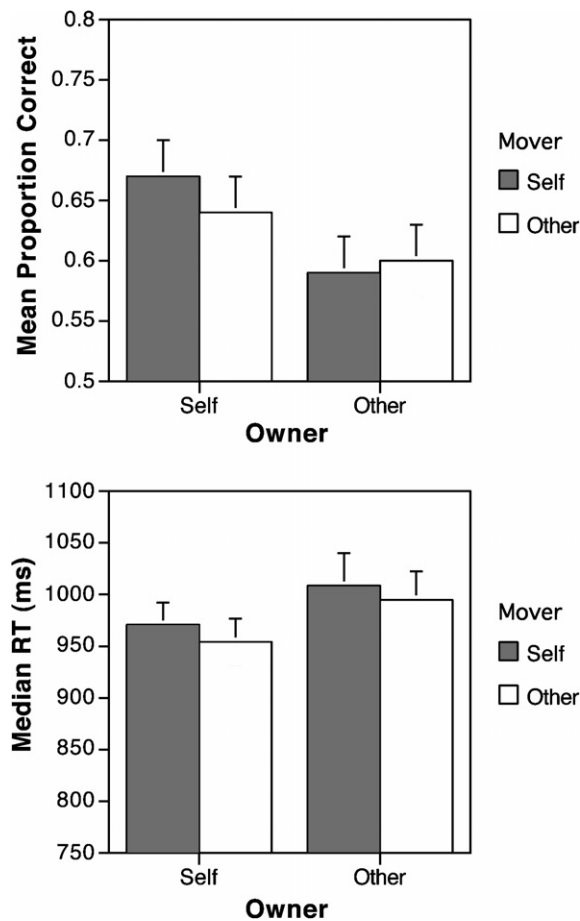 Mean Proportion Correct
0.8
0.75
0.7
0.65
0.6
0.55
0.5
Self
Other
Owner
Mover
Self
Other
Median RT (ms)
1100
1050
1000
950
900
850
800
750
Self
Other
Owner
Mover
Self
Other